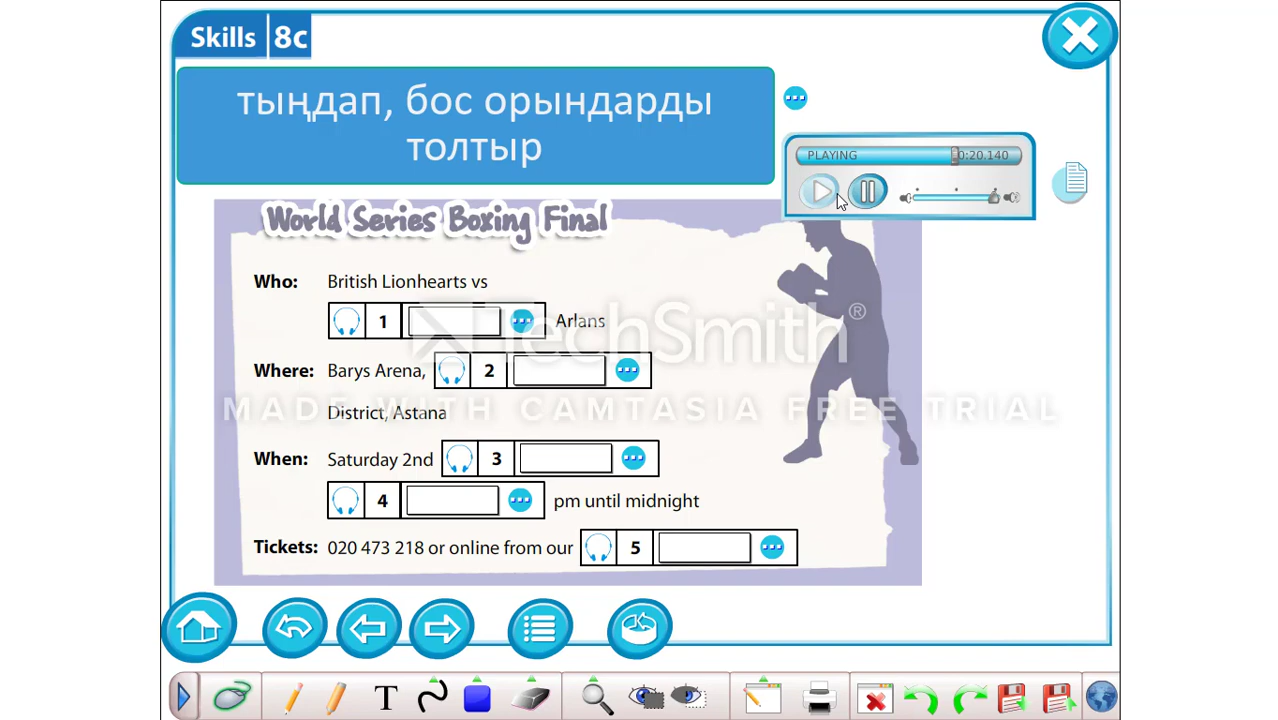 Skills 8c
тыңдап, бос орындарды
толтыр
PLAYING 0:20.140
World Series Boxing Final
Who: British Lionhearts vs
1 Arlans
Where: Barys Arena, 2
District, Astana
When: Saturday 2nd 3
4 pm until midnight
Tickets: 020 473 218 or online from our 5
TechSmith®
MADE WITH CAMTASIA FREE TRIAL
T